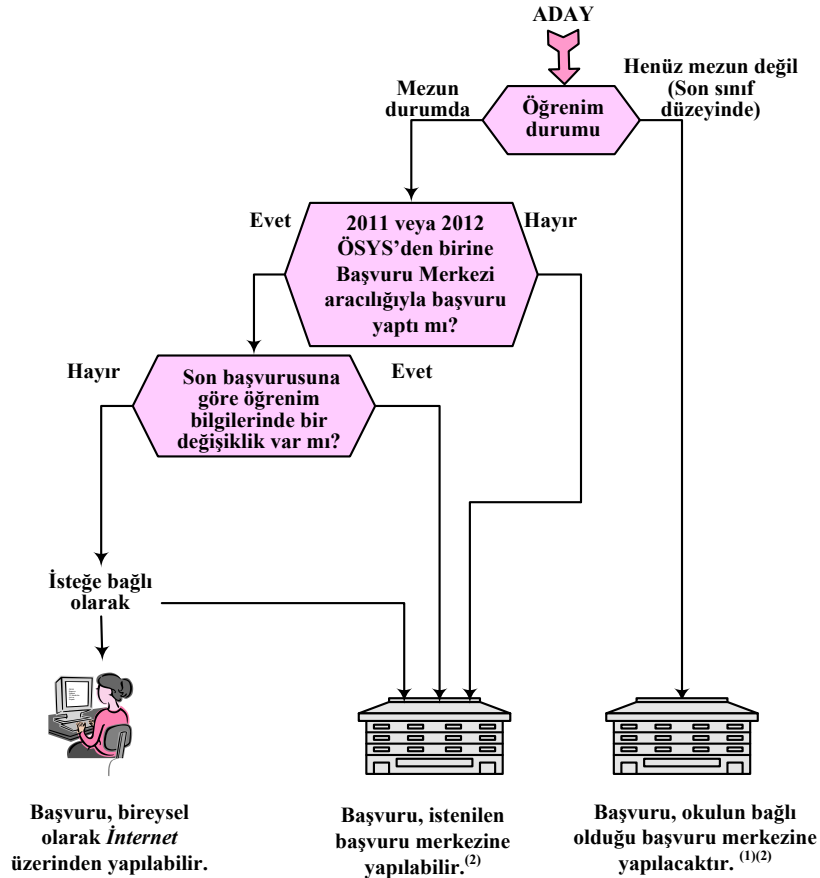 ADAY
Mezun
durumda
Öğrenim
durumu
Henüz mezun değil
(Son sınıf
düzeyinde)
Evet
2011 veya 2012
ÖSYS’den birine
Başvuru Merkezi
aracılığıyla başvuru
yaptı mı?
Hayır
Hayır
Son başvurusuna
göre öğrenim
bilgilerinde bir
değişiklik var mı?
Evet
İsteğe bağlı
olarak
Başvuru, bireysel
olarak İnternet
üzerinden yapılabilir.
Başvuru, istenilen
başvuru merkezine
yapılabilir.(2)
Başvuru, okulun bağlı
olduğu başvuru merkezine
yapılacaktır. (1)(2)